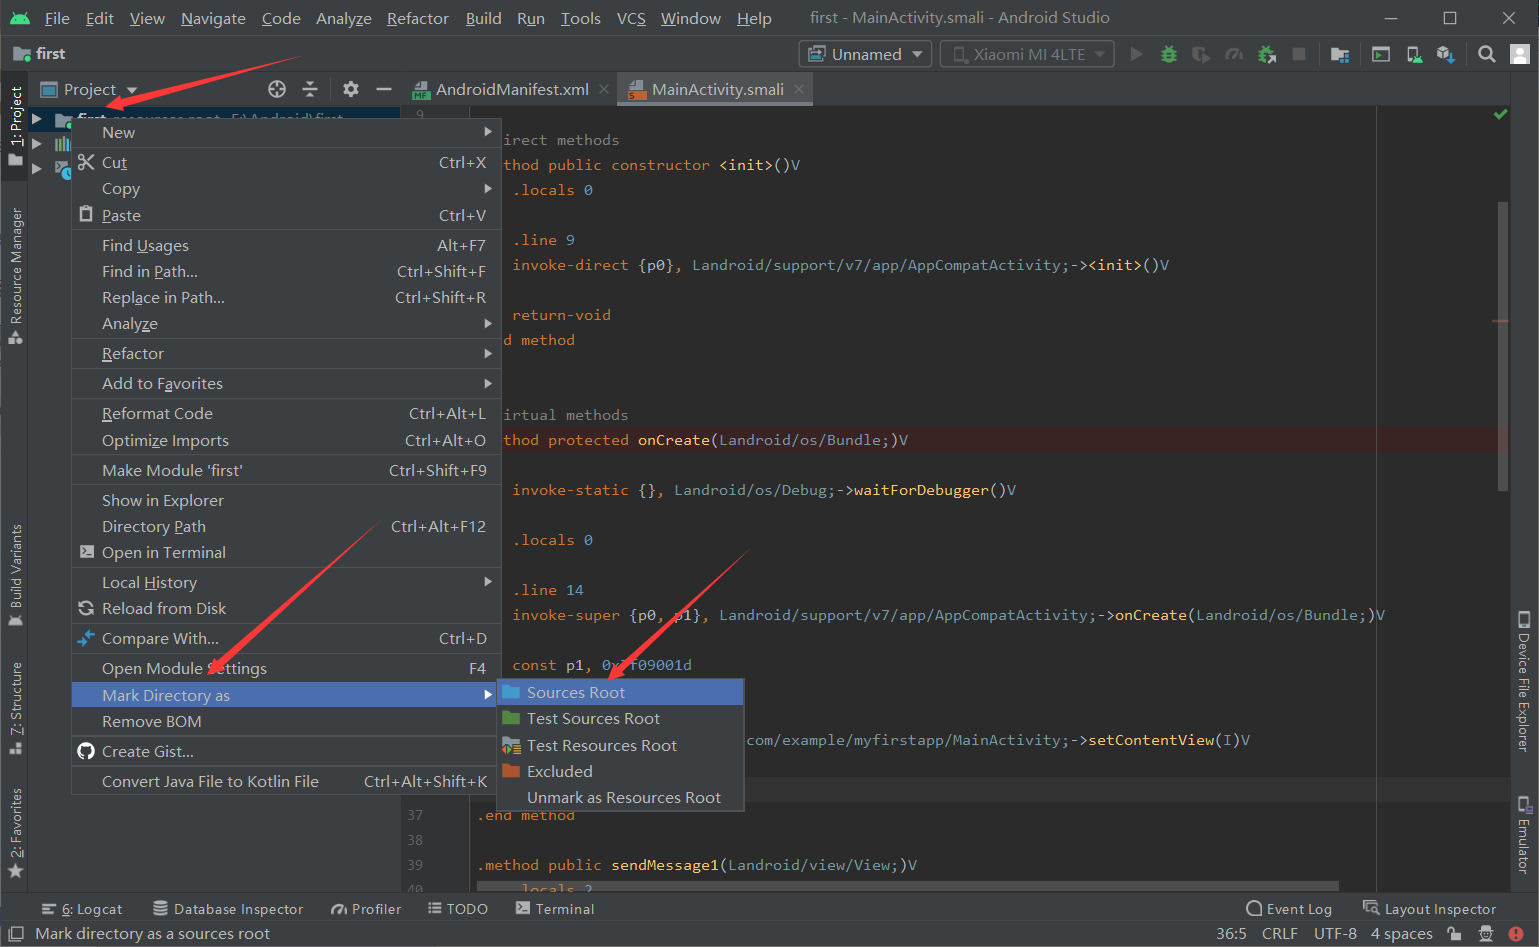 File Edit View Navigate Code Analyze Refactor Build Run Tools VCS Window Help first - MainActivity.smali - Android Studio
first Unnamed Xiaomi MI 4LTE
Project AndroidManifest.xml MainActivity.smali
first resources root F:\Android\first
9
New
Cut Ctrl+X
Copy
Paste Ctrl+V
Find Usages Alt+F7
Find in Path... Ctrl+Shift+F
Replace in Path... Ctrl+Shift+R
Analyze
Refactor
Add to Favorites
Reformat Code Ctrl+Alt+L
Optimize Imports Ctrl+Alt+O
Make Module 'first' Ctrl+Shift+F9
Show in Explorer
Directory Path Ctrl+Alt+F12
Open in Terminal
Local History
Reload from Disk
Compare With... Ctrl+D
Open Module Settings F4
Mark Directory as
Remove BOM
Create Gist...
Convert Java File to Kotlin File Ctrl+Alt+Shift+K
Sources Root
Test Sources Root
Test Resources Root
Excluded
Unmark as Resources Root
irect methods
thod public constructor <init>()V
.locals 0
.line 9
invoke-direct {p0}, Landroid/support/v7/app/AppCompatActivity;-><init>()V
return-void
d method
irtual methods
thod protected onCreate(Landroid/os/Bundle;)V
invoke-static {}, Landroid/os/Debug;->waitForDebugger()V
.locals 0
.line 14
invoke-super {p0, p1}, Landroid/support/v7/app/AppCompatActivity;->onCreate(Landroid/os/Bundle;)V
const p1, 0x7f09001d
com/example/myfirstapp/MainActivity;->setContentView(I)V
37 .end method
38
39 .method public sendMessage1(Landroid/view/View;)V
40 .locals 2
1: Project
Resource Manager
Build Variants
7: Structure
2: Favorites
Device File Explorer
Emulator
6: Logcat Database Inspector Profiler TODO Terminal Event Log Layout Inspector
Mark directory as a sources root 36:5 CRLF UTF-8 4 spaces